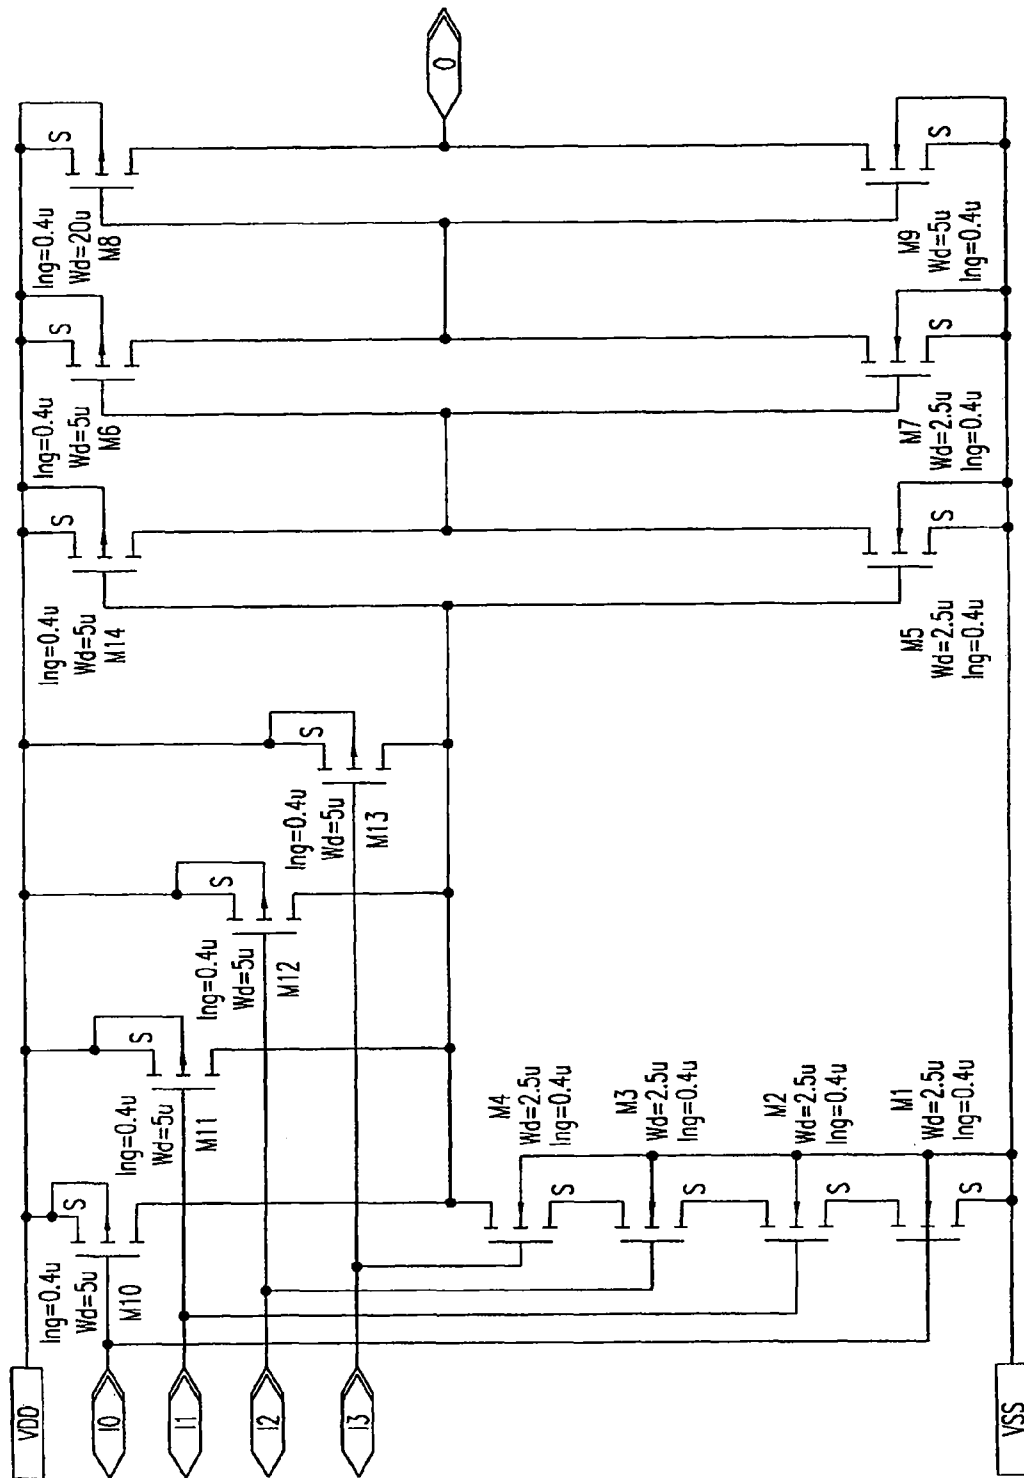 VDD
I0
I1
I2
I3
VSS
lng=0.4u
Wd=5u
M10
S
lng=0.4u
Wd=5u
M11
S
lng=0.4u
Wd=5u
M12
S
lng=0.4u
Wd=5u
M13
S
M4
Wd=2.5u
lng=0.4u
S
M3
Wd=2.5u
lng=0.4u
S
M2
Wd=2.5u
lng=0.4u
S
M1
Wd=2.5u
lng=0.4u
S
lng=0.4u
Wd=5u
M14
S
M5
Wd=2.5u
lng=0.4u
S
lng=0.4u
Wd=5u
M6
S
M7
Wd=2.5u
lng=0.4u
S
lng=0.4u
Wd=20u
M8
S
M9
Wd=5u
lng=0.4u
S
O